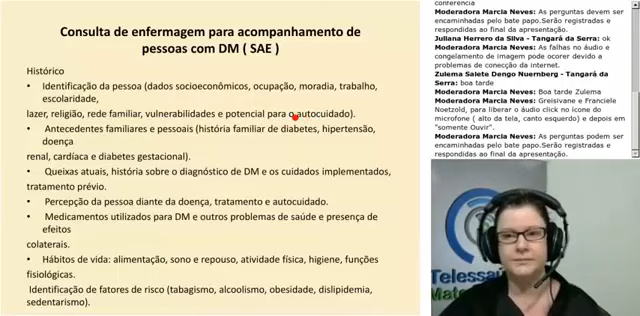 Consulta de enfermagem para acompanhamento de
pessoas com DM ( SAE )
Histórico
• Identificação da pessoa (dados socioeconômicos, ocupação, moradia, trabalho,
escolaridade,
lazer, religião, rede familiar, vulnerabilidades e potencial para o autocuidado).
• Antecedentes familiares e pessoais (história familiar de diabetes, hipertensão,
doença
renal, cardíaca e diabetes gestacional).
• Queixas atuais, história sobre o diagnóstico de DM e os cuidados implementados,
tratamento prévio.
• Percepção da pessoa diante da doença, tratamento e autocuidado.
• Medicamentos utilizados para DM e outros problemas de saúde e presença de
efeitos
colaterais.
• Hábitos de vida: alimentação, sono e repouso, atividade física, higiene, funções
fisiológicas.
Identificação de fatores de risco (tabagismo, alcoolismo, obesidade, dislipidemia,
sedentarismo).
conferencia
Moderadora Marcia Neves: As perguntas devem ser
encaminhadas pelo bate papo.Serão registradas e
respondidas ao final da apresentação.
Juliana Herrero da Silva - Tangará da Serra: ok
Moderadora Marcia Neves: As falhas no áudio e
congelamento de imagem pode ocorrer devido a
problemas de conecção da internet.
Zulema Salete Dengo Nuernberg - Tangará da
Serra: boa tarde
Moderadora Marcia Neves: Boa tarde Zulema
Moderadora Marcia Neves: Greisivane e Franciele
Noetzold, para liberar o áudio click no ícone do
microfone ( alto da tela, canto esquerdo) e depois em
"somente Ouvir".
Moderadora Marcia Neves: As perguntas podem ser
encaminhadas pelo bate papo.Serão registradas e
respondidas ao final da apresentação.
Telessaú
Mato